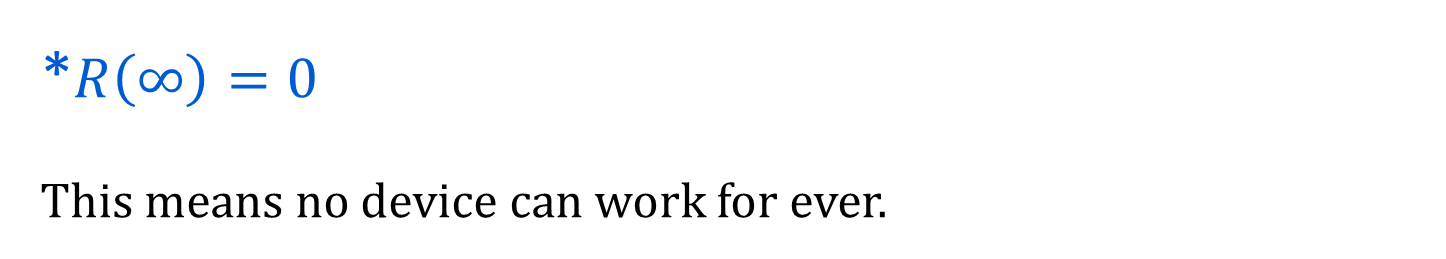 *R(∞) = 0
This means no device can work for ever.